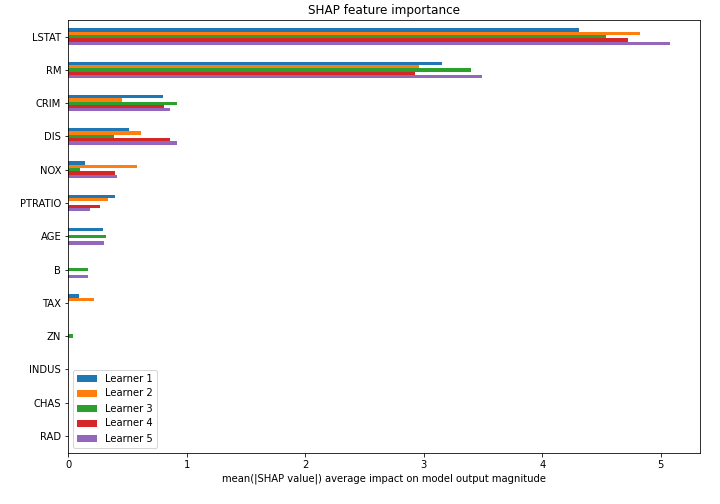 SHAP feature importance
LSTAT
RM
CRIM
DIS
NOX
PTRATIO
AGE
B
TAX
ZN
INDUS
CHAS
RAD
Learner 1
Learner 2
Learner 3
Learner 4
Learner 5
0 1 2 3 4 5
mean(|SHAP value|) average impact on model output magnitude